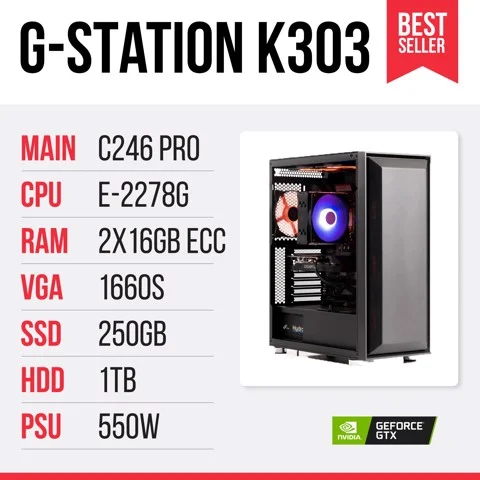 G-STATION K303
BEST
SELLER
MAIN C246 PRO
CPU E-2278G
RAM 2X16GB ECC
VGA 1660S
SSD 250GB
HDD 1TB
PSU 550W
NVIDIA
GEFORCE
GTX